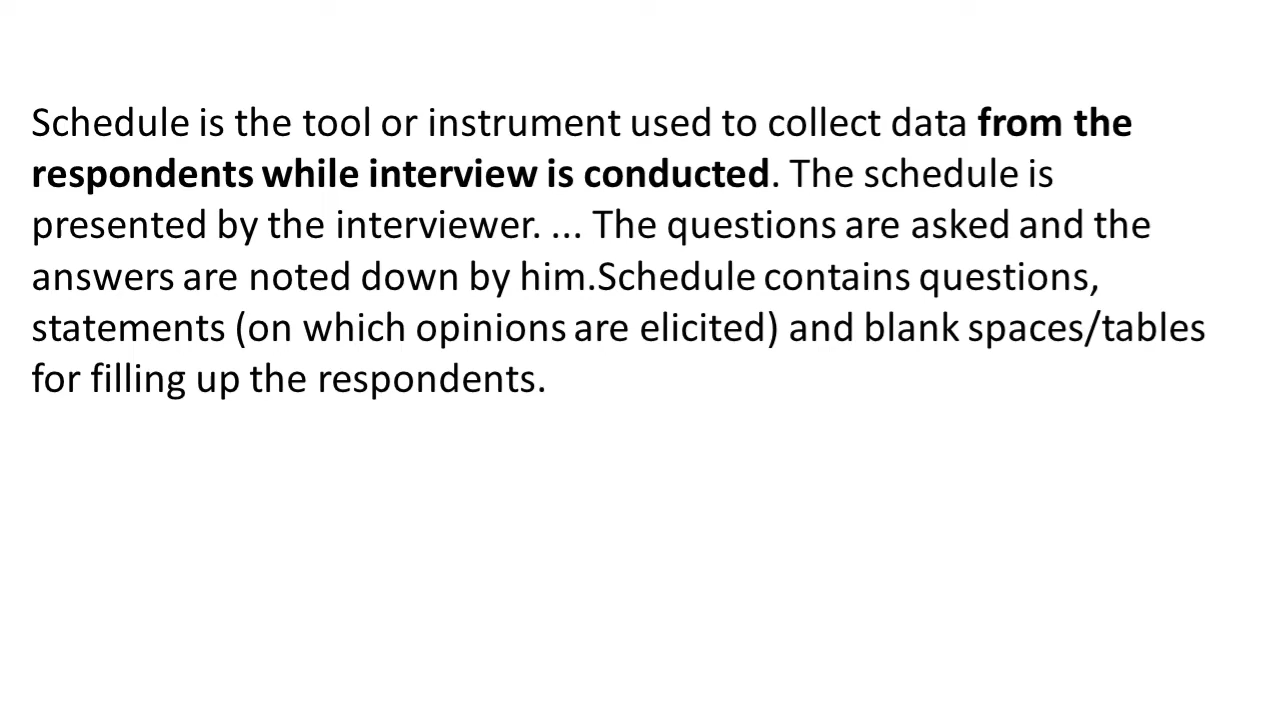 Schedule is the tool or instrument used to collect data from the
respondents while interview is conducted. The schedule is
presented by the interviewer. ... The questions are asked and the
answers are noted down by him.Schedule contains questions,
statements (on which opinions are elicited) and blank spaces/tables
for filling up the respondents.